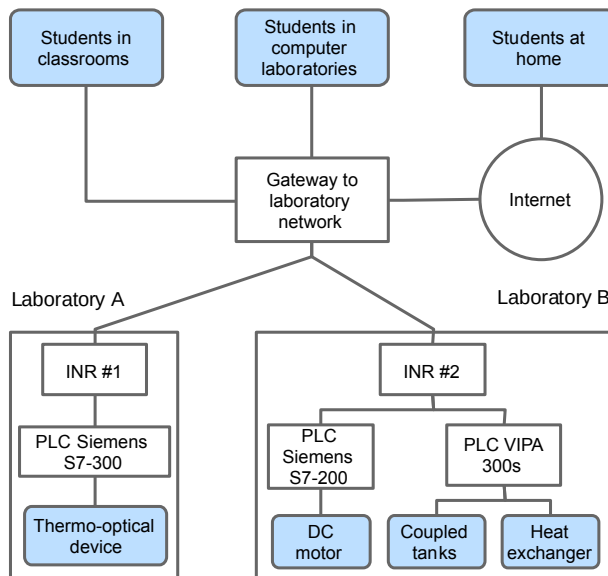 Students in
classrooms
Students in
computer
laboratories
Students at
home
Gateway to
laboratory
network
Internet
Laboratory A
Laboratory B
INR #1
INR #2
PLC Siemens
S7-300
PLC
Siemens
S7-200
PLC VIPA
300s
Thermo-optical
device
DC
motor
Coupled
tanks
Heat
exchanger